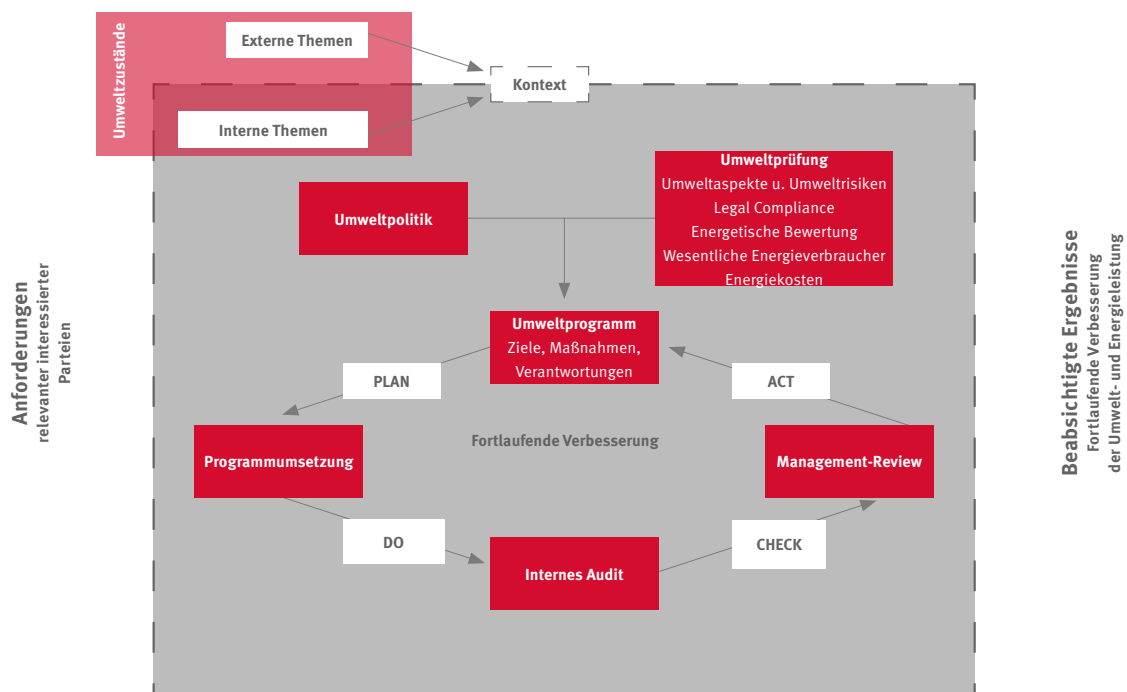 Umweltzustände
Externe Themen
Kontext
Interne Themen
Umweltprüfung
Umweltaspekte u. Umweltrisiken
Legal Compliance
Energetische Bewertung
Wesentliche Energieverbraucher
Energiekosten
Umweltpolitik
Anforderungen
relevanter interessierter
Parteien
Beabsichtigte Ergebnisse
Fortlaufende Verbesserung
der Umwelt- und Energieleistung
Umweltprogramm
Ziele, Maßnahmen,
Verantwortungen
PLAN
ACT
Fortlaufende Verbesserung
Programmumsetzung
Management-Review
DO
CHECK
Internes Audit